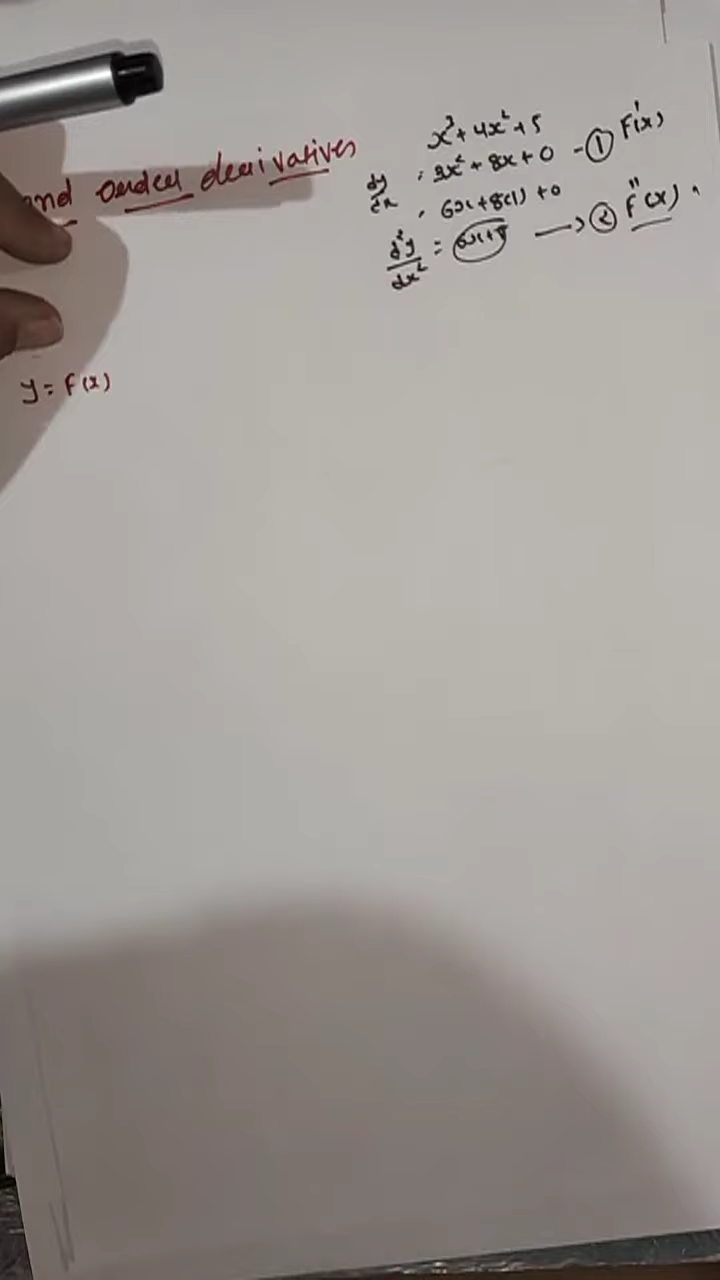 nd order derivatives
x³ + 4x² + 5
dy/dx = 3x² + 8x + 0 - ① F'(x)
= 6x + 8(1) + 0
d²y/dx² = 6x+8 → ② F''(x)
y = F(x)